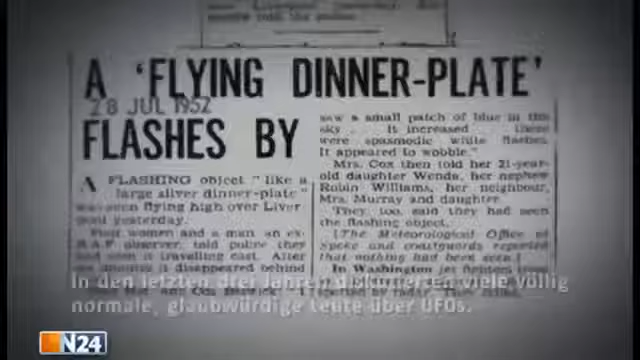 A 'FLYING DINNER-PLATE'
28 JUL 1952
FLASHES BY
A FLASHING object "like a
large silver dinner-plate"
was seen flying high over Liver-
pool yesterday.
Four women and a man, an ex-
R.A.F. observer, told police they
had seen it travelling east. After
it disappeared behind
saw a small patch of blue in the
sky. It increased. There
were spasmodic white flashes.
It appeared to wobble."
Mrs. Cox then told her 21-year-
old daughter Wenda, her nephew
Robin Williams, her neighbour,
Mrs. Murray and daughter.
They, too, said they had seen
the flashing object.
[The Meteorological Office at
Speke and coastguards reported
that nothing had been seen.]
In Washington jet fighters
In den letzten drei Jahren diskutierten viele völlig
normale, glaubwürdige Leute über UFOs.
N24